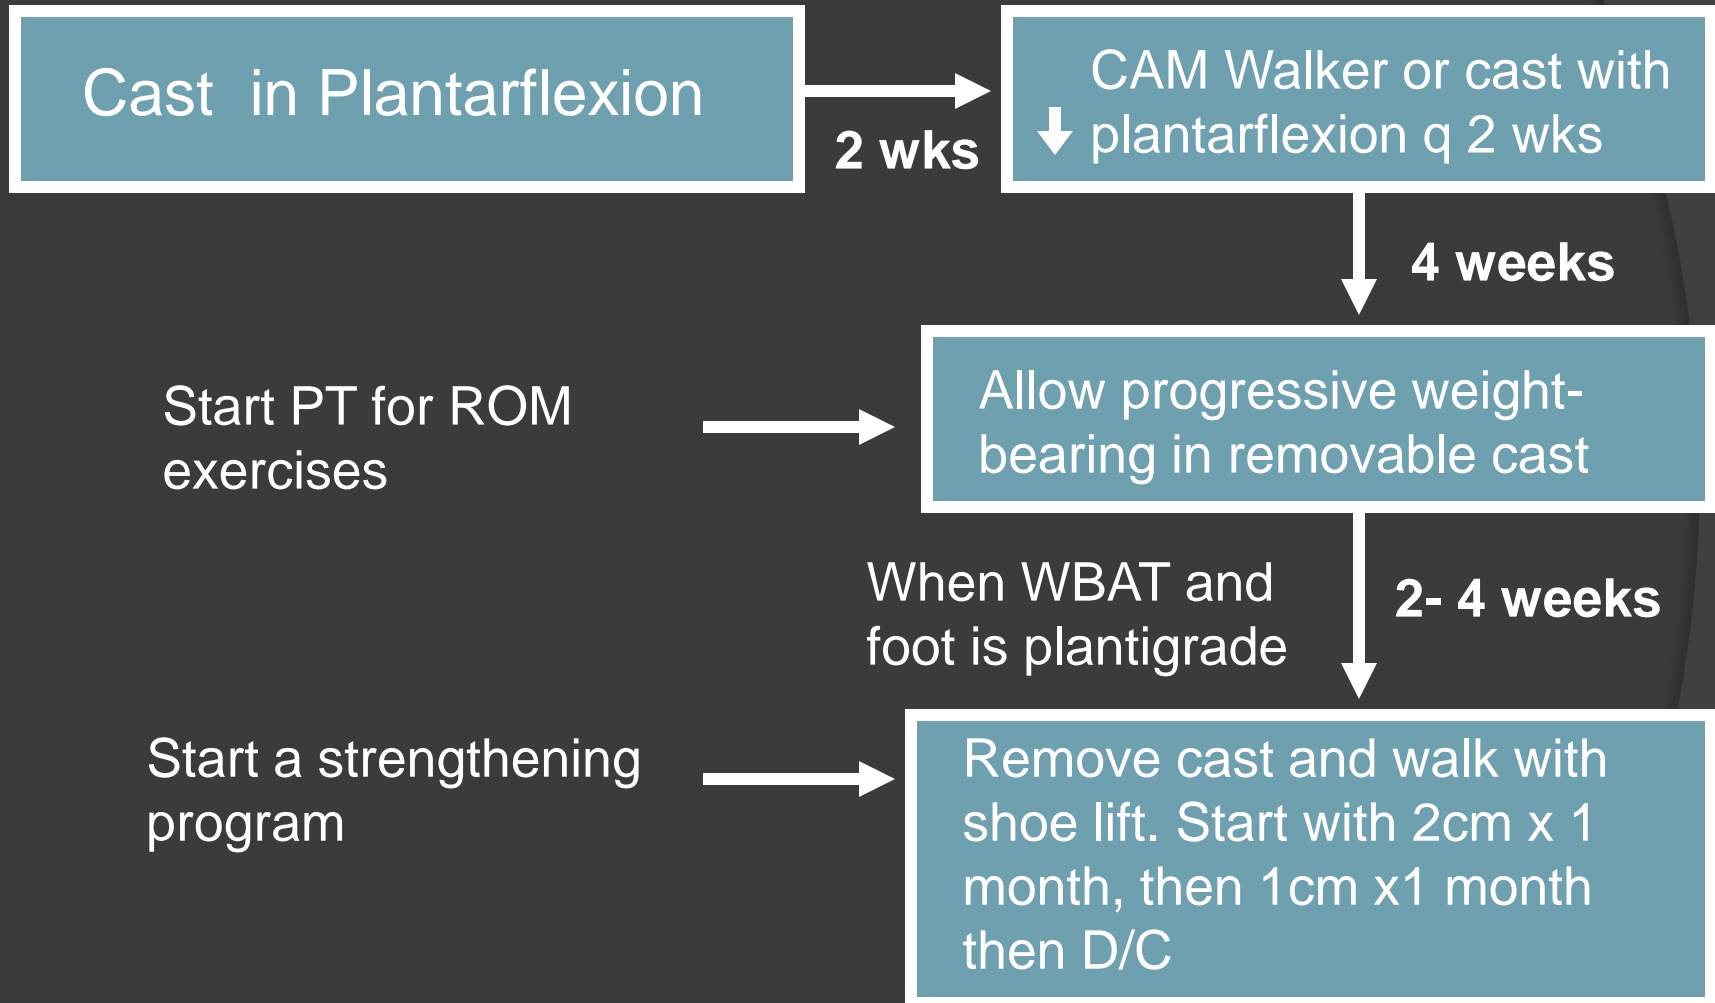 Cast in Plantarflexion
2 wks
CAM Walker or cast with
plantarflexion q 2 wks
4 weeks
Start PT for ROM
exercises
Allow progressive weight-
bearing in removable cast
When WBAT and
foot is plantigrade
2- 4 weeks
Start a strengthening
program
Remove cast and walk with
shoe lift. Start with 2cm x 1
month, then 1cm x1 month
then D/C